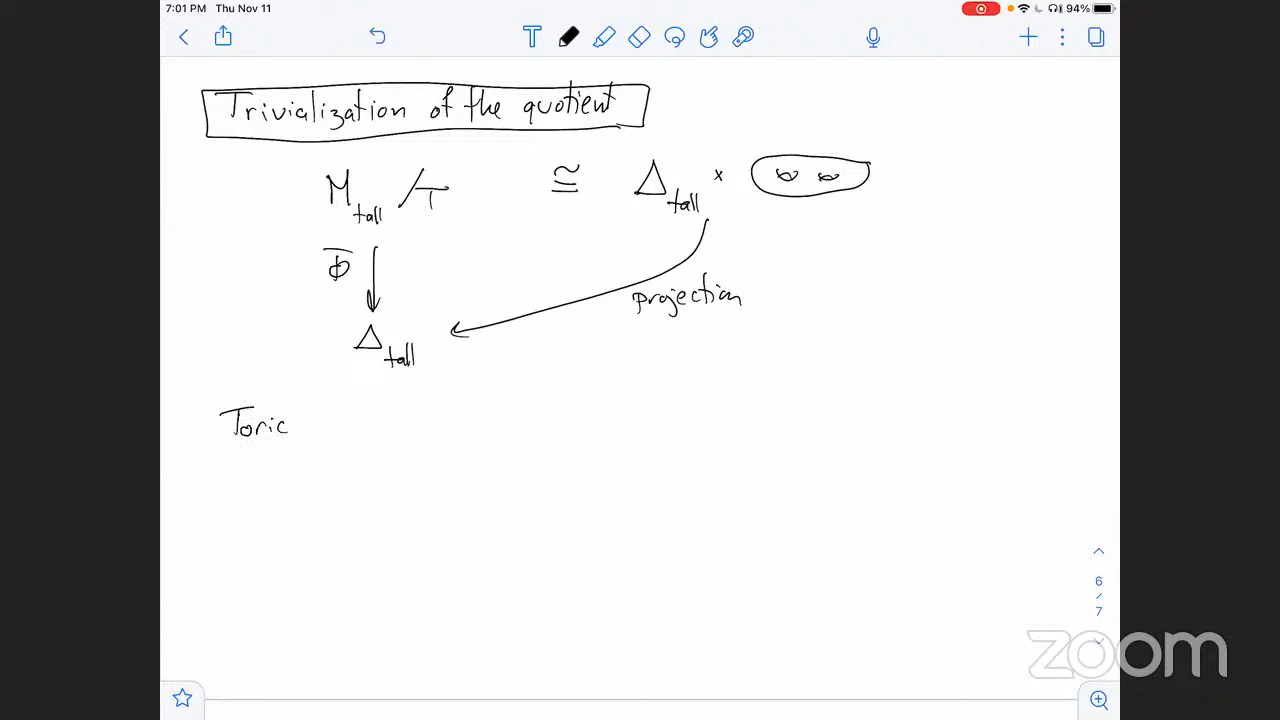 7:01 PM Thu Nov 11
94%
Trivialization of the quotient
M_tall /T ≅ Δ_tall ×
Φ̄
projection
Δ_tall
Toric
6
/
7
zoom